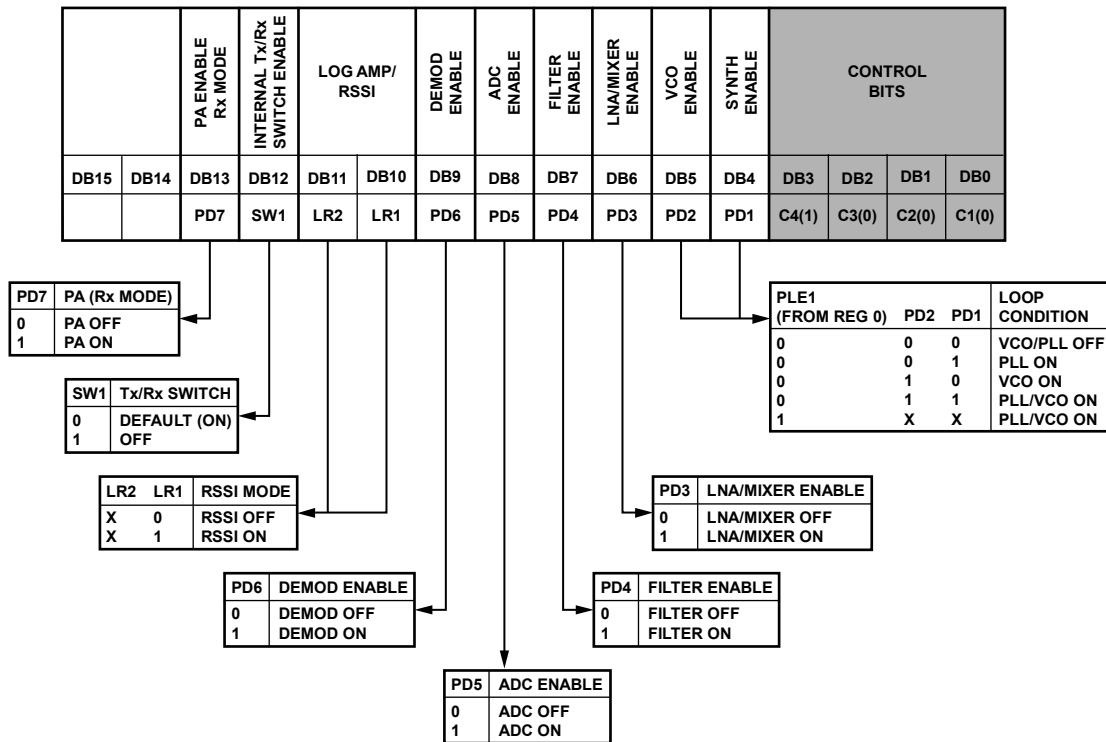 PA ENABLE
Rx MODE
INTERNAL Tx/Rx
SWITCH ENABLE
LOG AMP/
RSSI
DEMOD
ENABLE
ADC
ENABLE
FILTER
ENABLE
LNA/MIXER
ENABLE
VCO
ENABLE
SYNTH
ENABLE
CONTROL
BITS
DB15 DB14 DB13 DB12 DB11 DB10 DB9 DB8 DB7 DB6 DB5 DB4 DB3 DB2 DB1 DB0
PD7 SW1 LR2 LR1 PD6 PD5 PD4 PD3 PD2 PD1 C4(1) C3(0) C2(0) C1(0)
PD7 PA (Rx MODE)
0 PA OFF
1 PA ON
PLE1
(FROM REG 0) PD2 PD1 LOOP
CONDITION
0 0 0 VCO/PLL OFF
0 0 1 PLL ON
0 1 0 VCO ON
0 1 1 PLL/VCO ON
1 X X PLL/VCO ON
SW1 Tx/Rx SWITCH
0 DEFAULT (ON)
1 OFF
LR2 LR1 RSSI MODE
X 0 RSSI OFF
X 1 RSSI ON
PD3 LNA/MIXER ENABLE
0 LNA/MIXER OFF
1 LNA/MIXER ON
PD6 DEMOD ENABLE
0 DEMOD OFF
1 DEMOD ON
PD4 FILTER ENABLE
0 FILTER OFF
1 FILTER ON
PD5 ADC ENABLE
0 ADC OFF
1 ADC ON